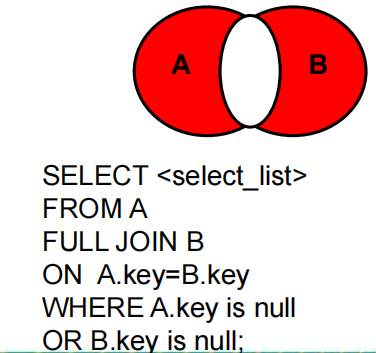 A B
SELECT <select_list>
FROM A
FULL JOIN B
ON A.key=B.key
WHERE A.key is null
OR B.key is null;